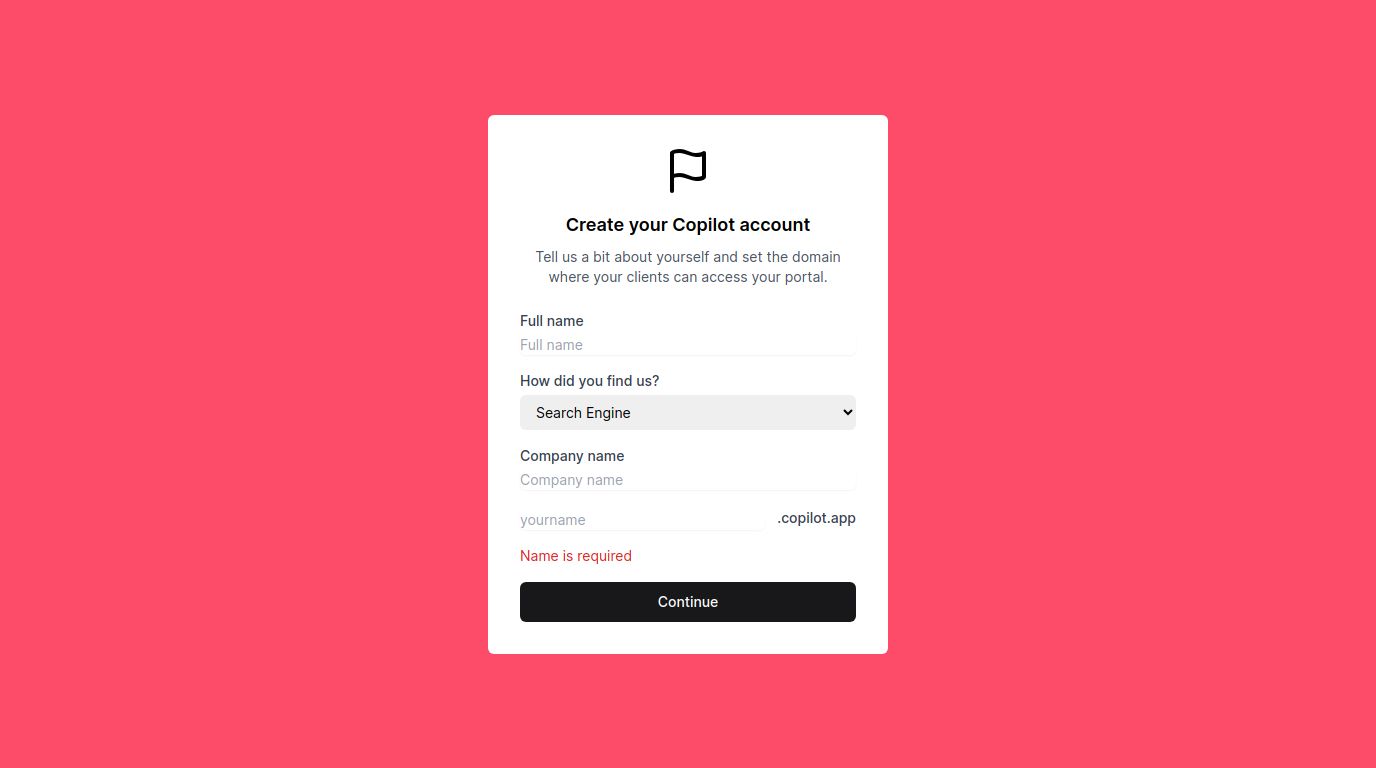 Create your Copilot account
Tell us a bit about yourself and set the domain
where your clients can access your portal.
Full name
Full name
How did you find us?
Search Engine
Company name
Company name
yourname .copilot.app
Name is required
Continue